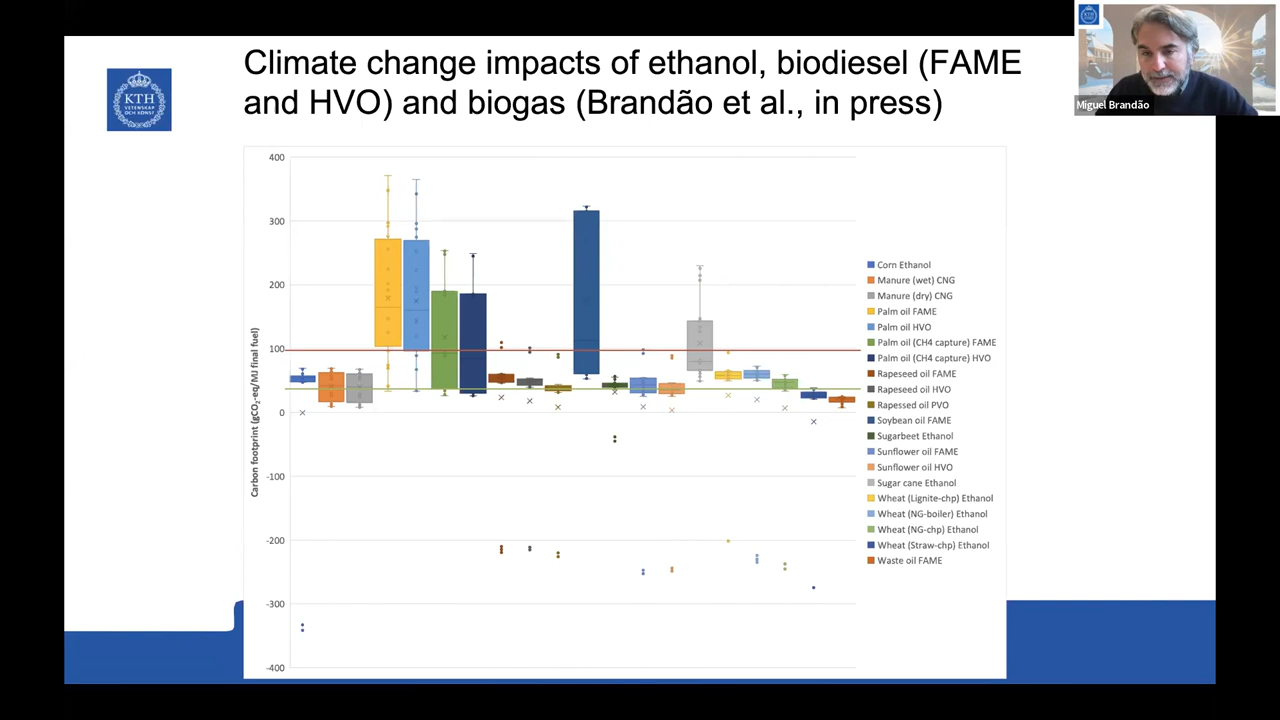 Climate change impacts of ethanol, biodiesel (FAME
and HVO) and biogas (Brandão et al., in press)
KTH
VETENSKAP
OCH KONST
KTH
Miguel Brandão
Carbon footprint (gCO₂-eq/MJ final fuel)
400
300
200
100
0
-100
-200
-300
-400
Corn Ethanol
Manure (wet) CNG
Manure (dry) CNG
Palm oil FAME
Palm oil HVO
Palm oil (CH4 capture) FAME
Palm oil (CH4 capture) HVO
Rapeseed oil FAME
Rapeseed oil HVO
Rapessed oil PVO
Soybean oil FAME
Sugarbeet Ethanol
Sunflower oil FAME
Sunflower oil HVO
Sugar cane Ethanol
Wheat (Lignite-chp) Ethanol
Wheat (NG-boiler) Ethanol
Wheat (NG-chp) Ethanol
Wheat (Straw-chp) Ethanol
Waste oil FAME